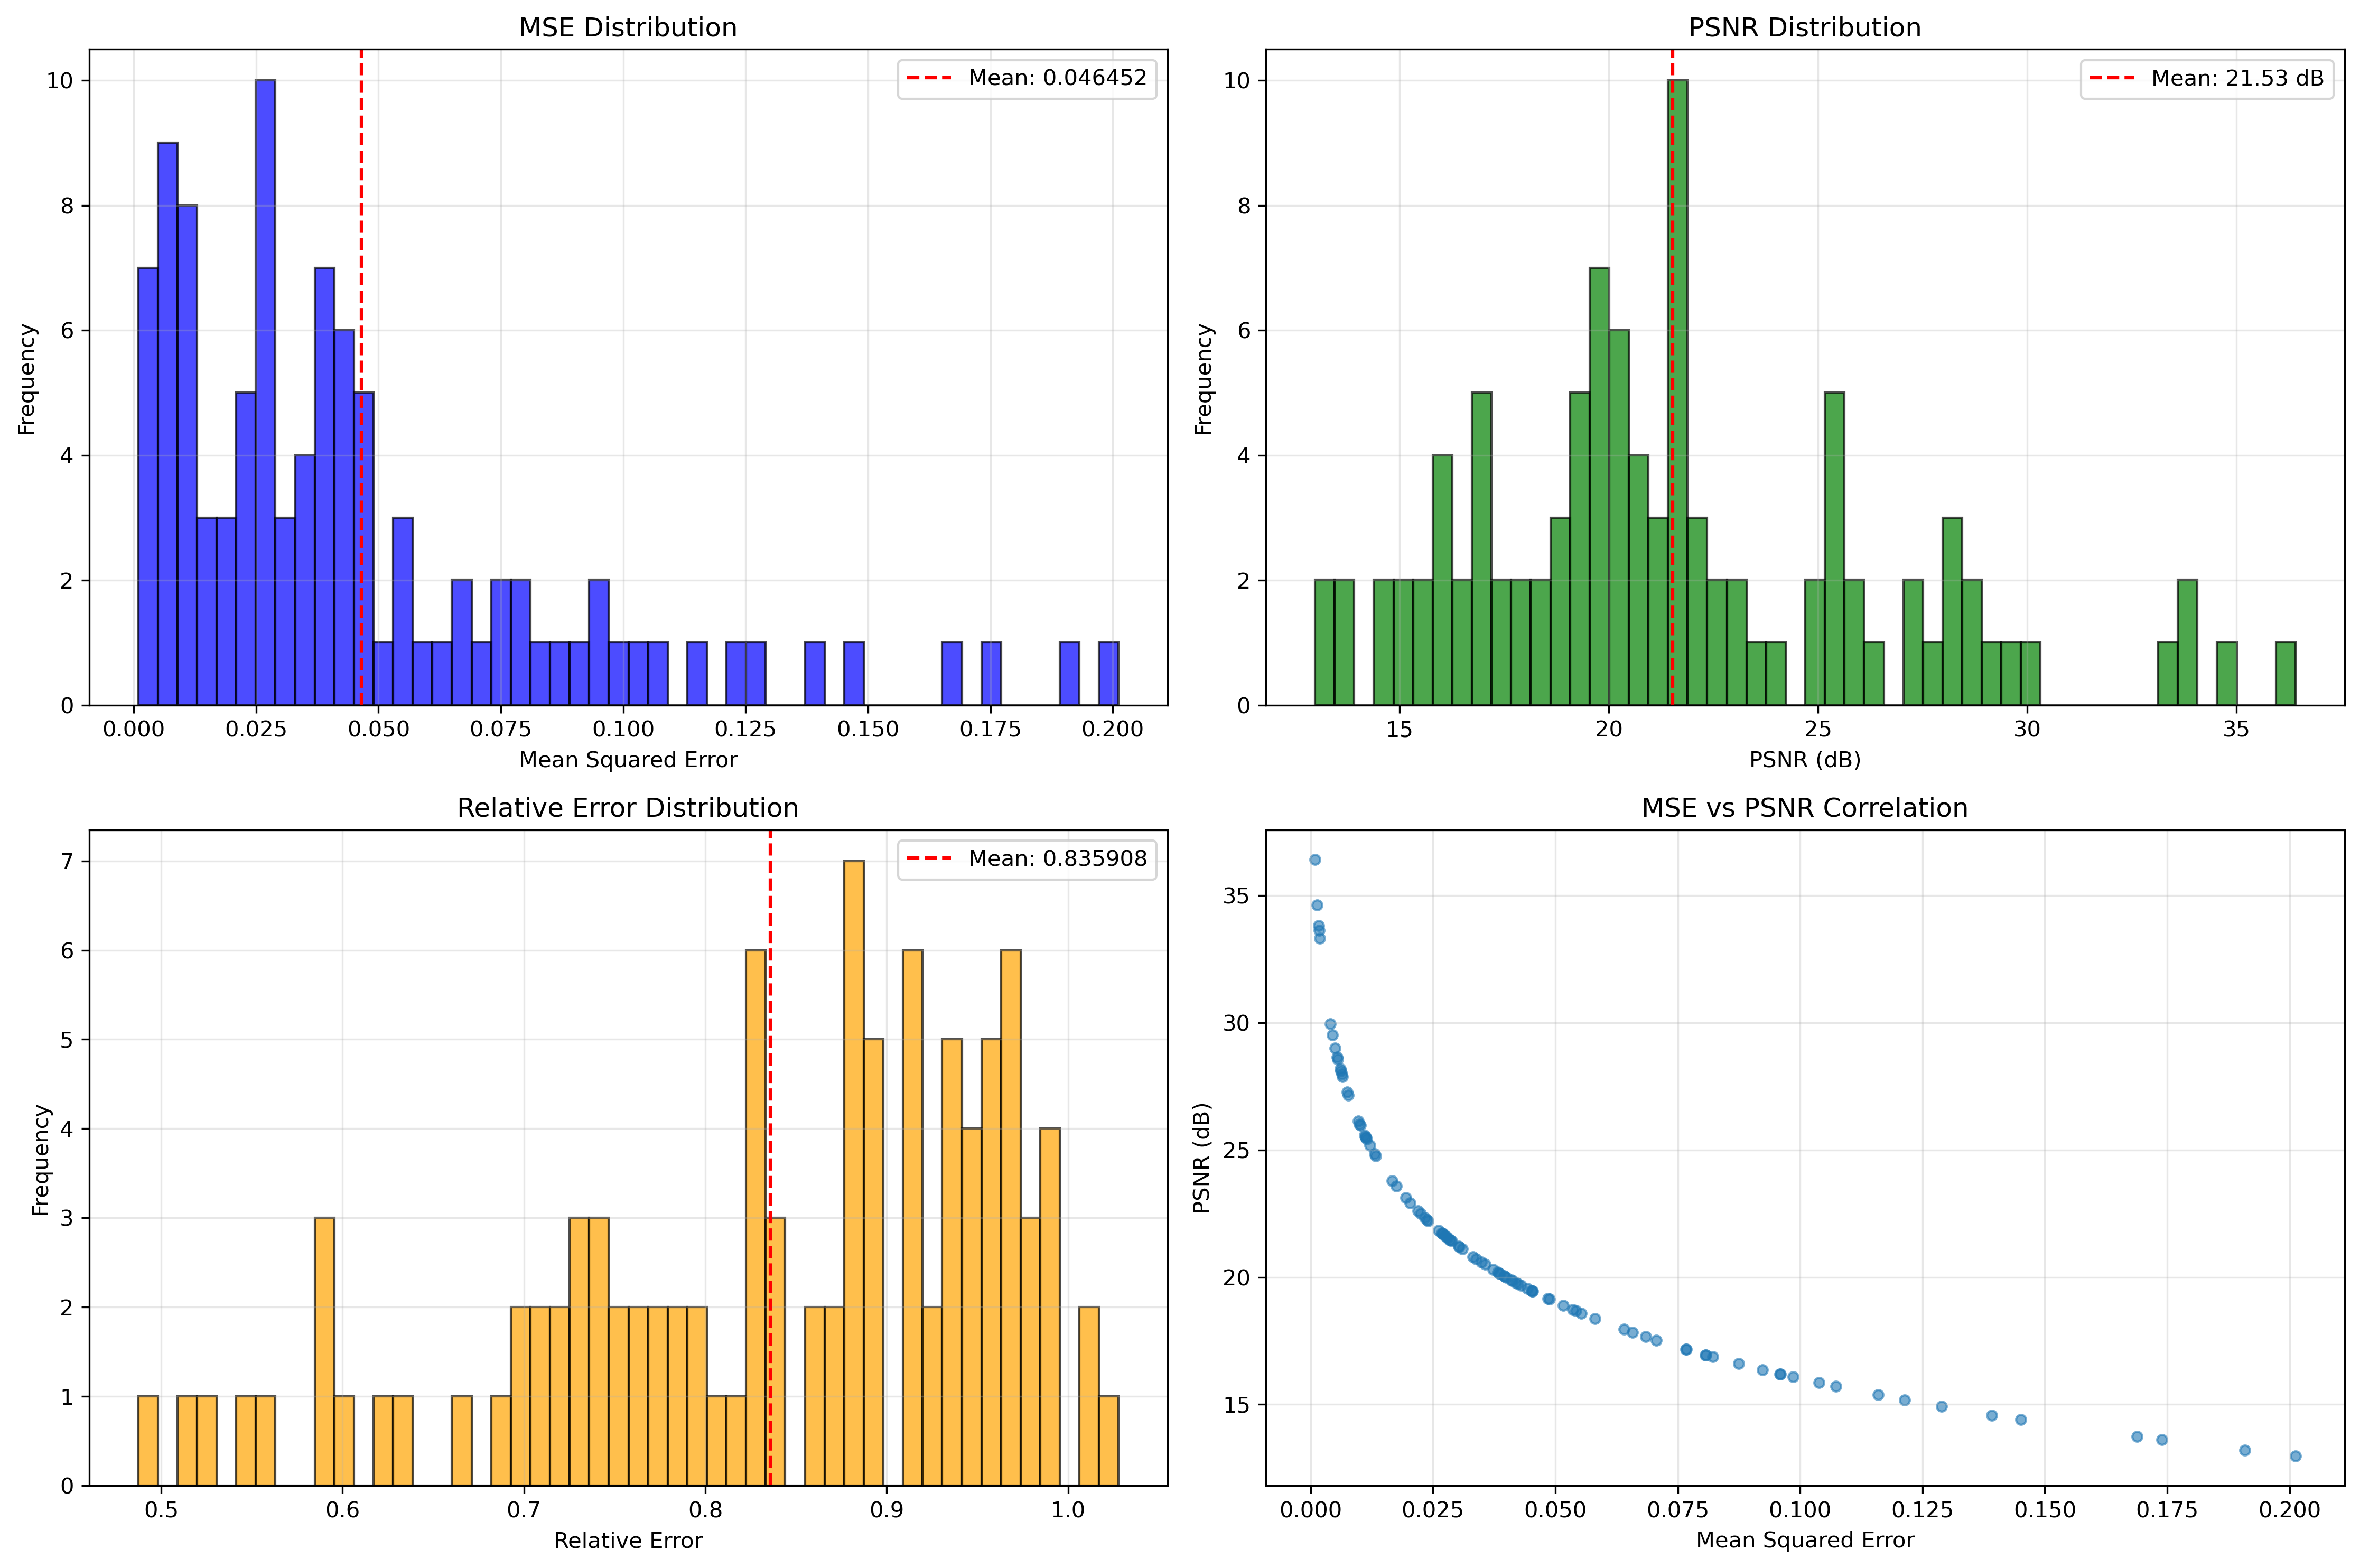 MSE Distribution
Mean: 0.046452
Frequency
10
8
6
4
2
0
0.000 0.025 0.050 0.075 0.100 0.125 0.150 0.175 0.200
Mean Squared Error
PSNR Distribution
Mean: 21.53 dB
Frequency
10
8
6
4
2
0
15 20 25 30 35
PSNR (dB)
Relative Error Distribution
Mean: 0.835908
Frequency
7
6
5
4
3
2
1
0
0.5 0.6 0.7 0.8 0.9 1.0
Relative Error
MSE vs PSNR Correlation
PSNR (dB)
35
30
25
20
15
0.000 0.025 0.050 0.075 0.100 0.125 0.150 0.175 0.200
Mean Squared Error